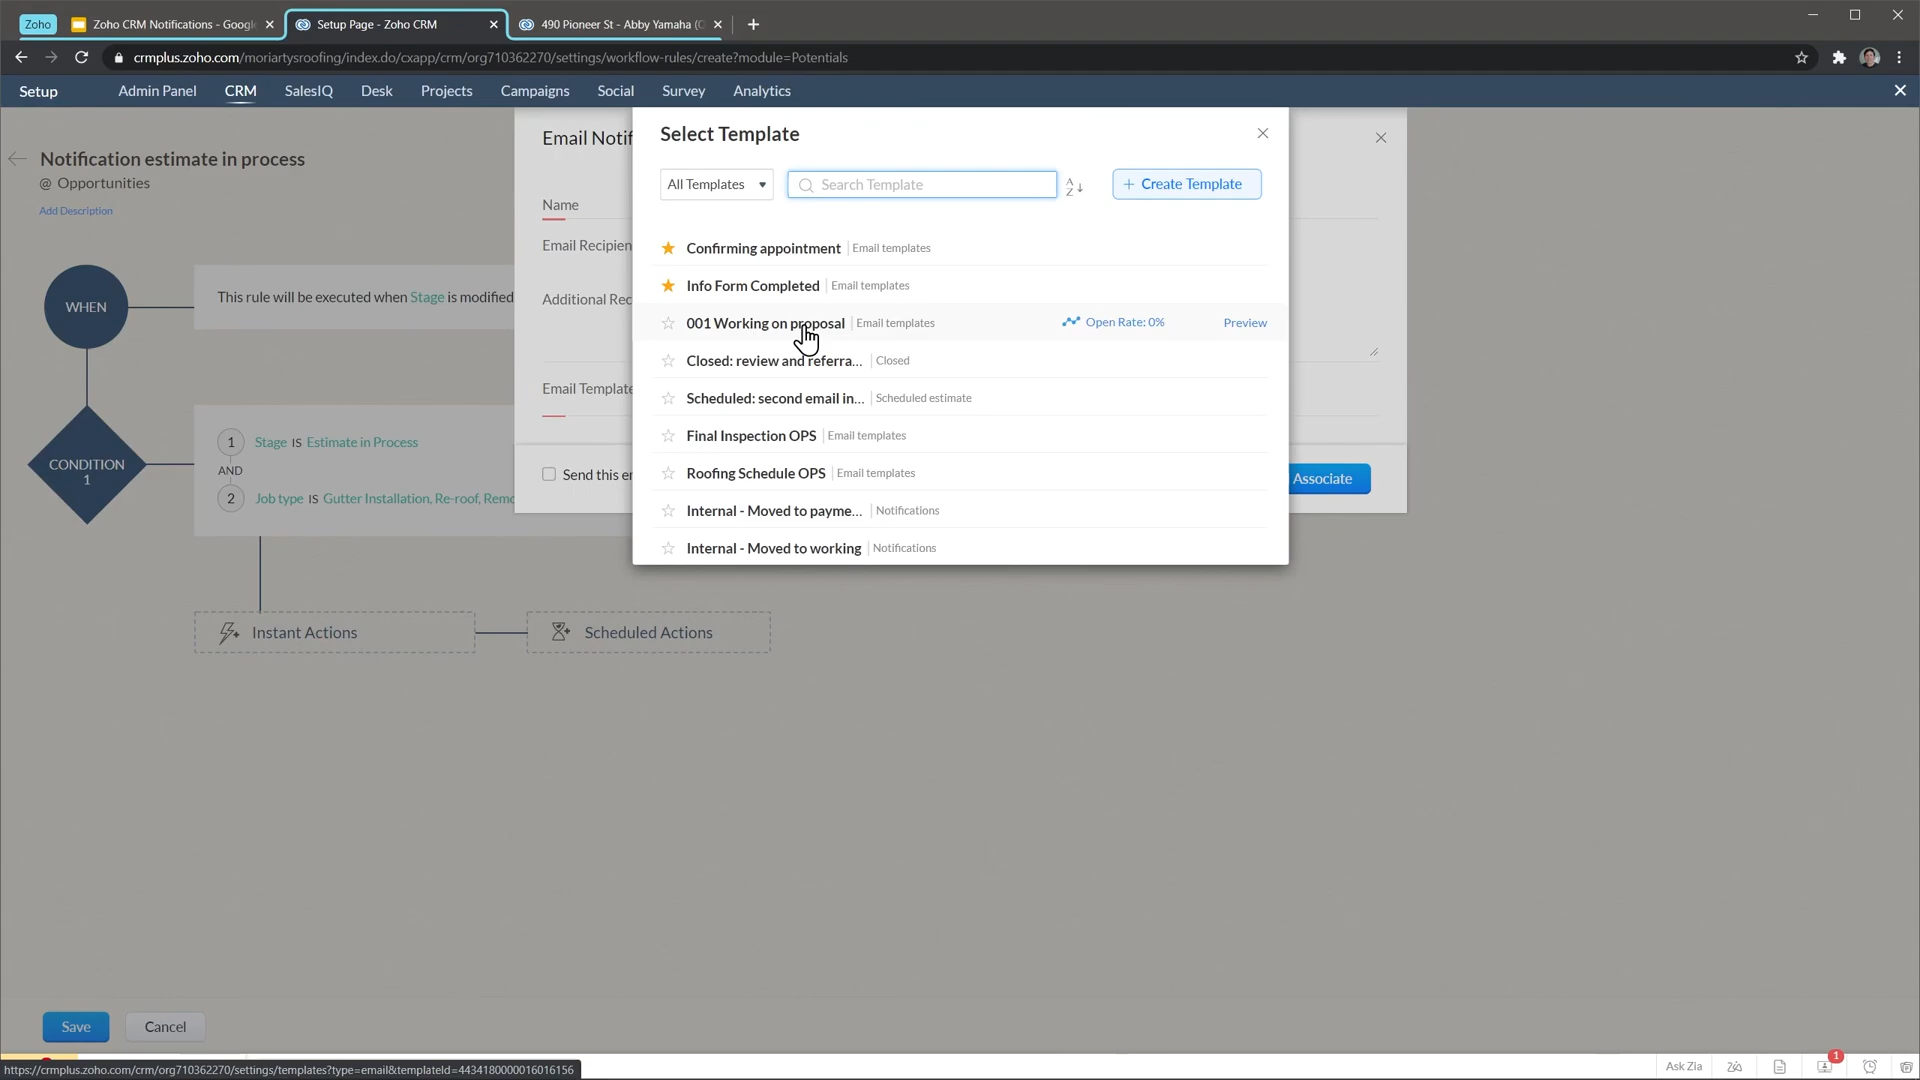 Zoho
Zoho CRM Notifications - Google
Setup Page - Zoho CRM
490 Pioneer St - Abby Yamaha (O
crmplus.zoho.com/moriartysroofing/index.do/cxapp/crm/org710362270/settings/workflow-rules/create?module=Potentials
Setup
Admin Panel
CRM
SalesIQ
Desk
Projects
Campaigns
Social
Survey
Analytics
Notification estimate in process
@ Opportunities
Add Description
WHEN
This rule will be executed when Stage is modified
CONDITION
1
1 Stage IS Estimate in Process
AND
2 Job type IS Gutter Installation, Re-roof, Remo
Instant Actions
Scheduled Actions
Email Notif
Name
Email Recipien
Additional Rec
Email Template
Send this em
Associate
Select Template
All Templates
Search Template
A
Z
+ Create Template
Confirming appointment Email templates
Info Form Completed Email templates
001 Working on proposal Email templates Open Rate: 0% Preview
Closed: review and referra... Closed
Scheduled: second email in... Scheduled estimate
Final Inspection OPS Email templates
Roofing Schedule OPS Email templates
Internal - Moved to payme... Notifications
Internal - Moved to working Notifications
Save
Cancel
https://crmplus.zoho.com/crm/org710362270/settings/templates?type=email&templateId=4434180000016016156
Ask Zia
1